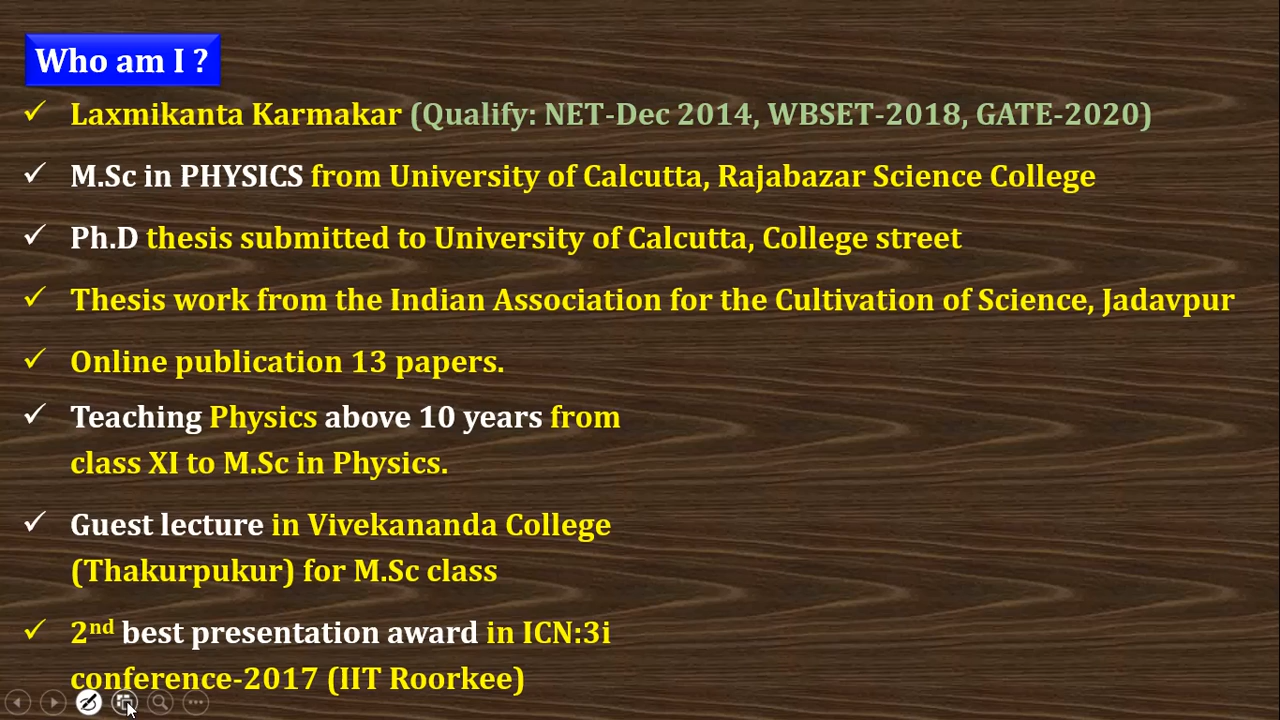 Who am I ?
✓ Laxmikanta Karmakar (Qualify: NET-Dec 2014, WBSET-2018, GATE-2020)
✓ M.Sc in PHYSICS from University of Calcutta, Rajabazar Science College
✓ Ph.D thesis submitted to University of Calcutta, College street
✓ Thesis work from the Indian Association for the Cultivation of Science, Jadavpur
✓ Online publication 13 papers.
✓ Teaching Physics above 10 years from
class XI to M.Sc in Physics.
✓ Guest lecture in Vivekananda College
(Thakurpukur) for M.Sc class
✓ 2nd best presentation award in ICN:3i
conference-2017 (IIT Roorkee)